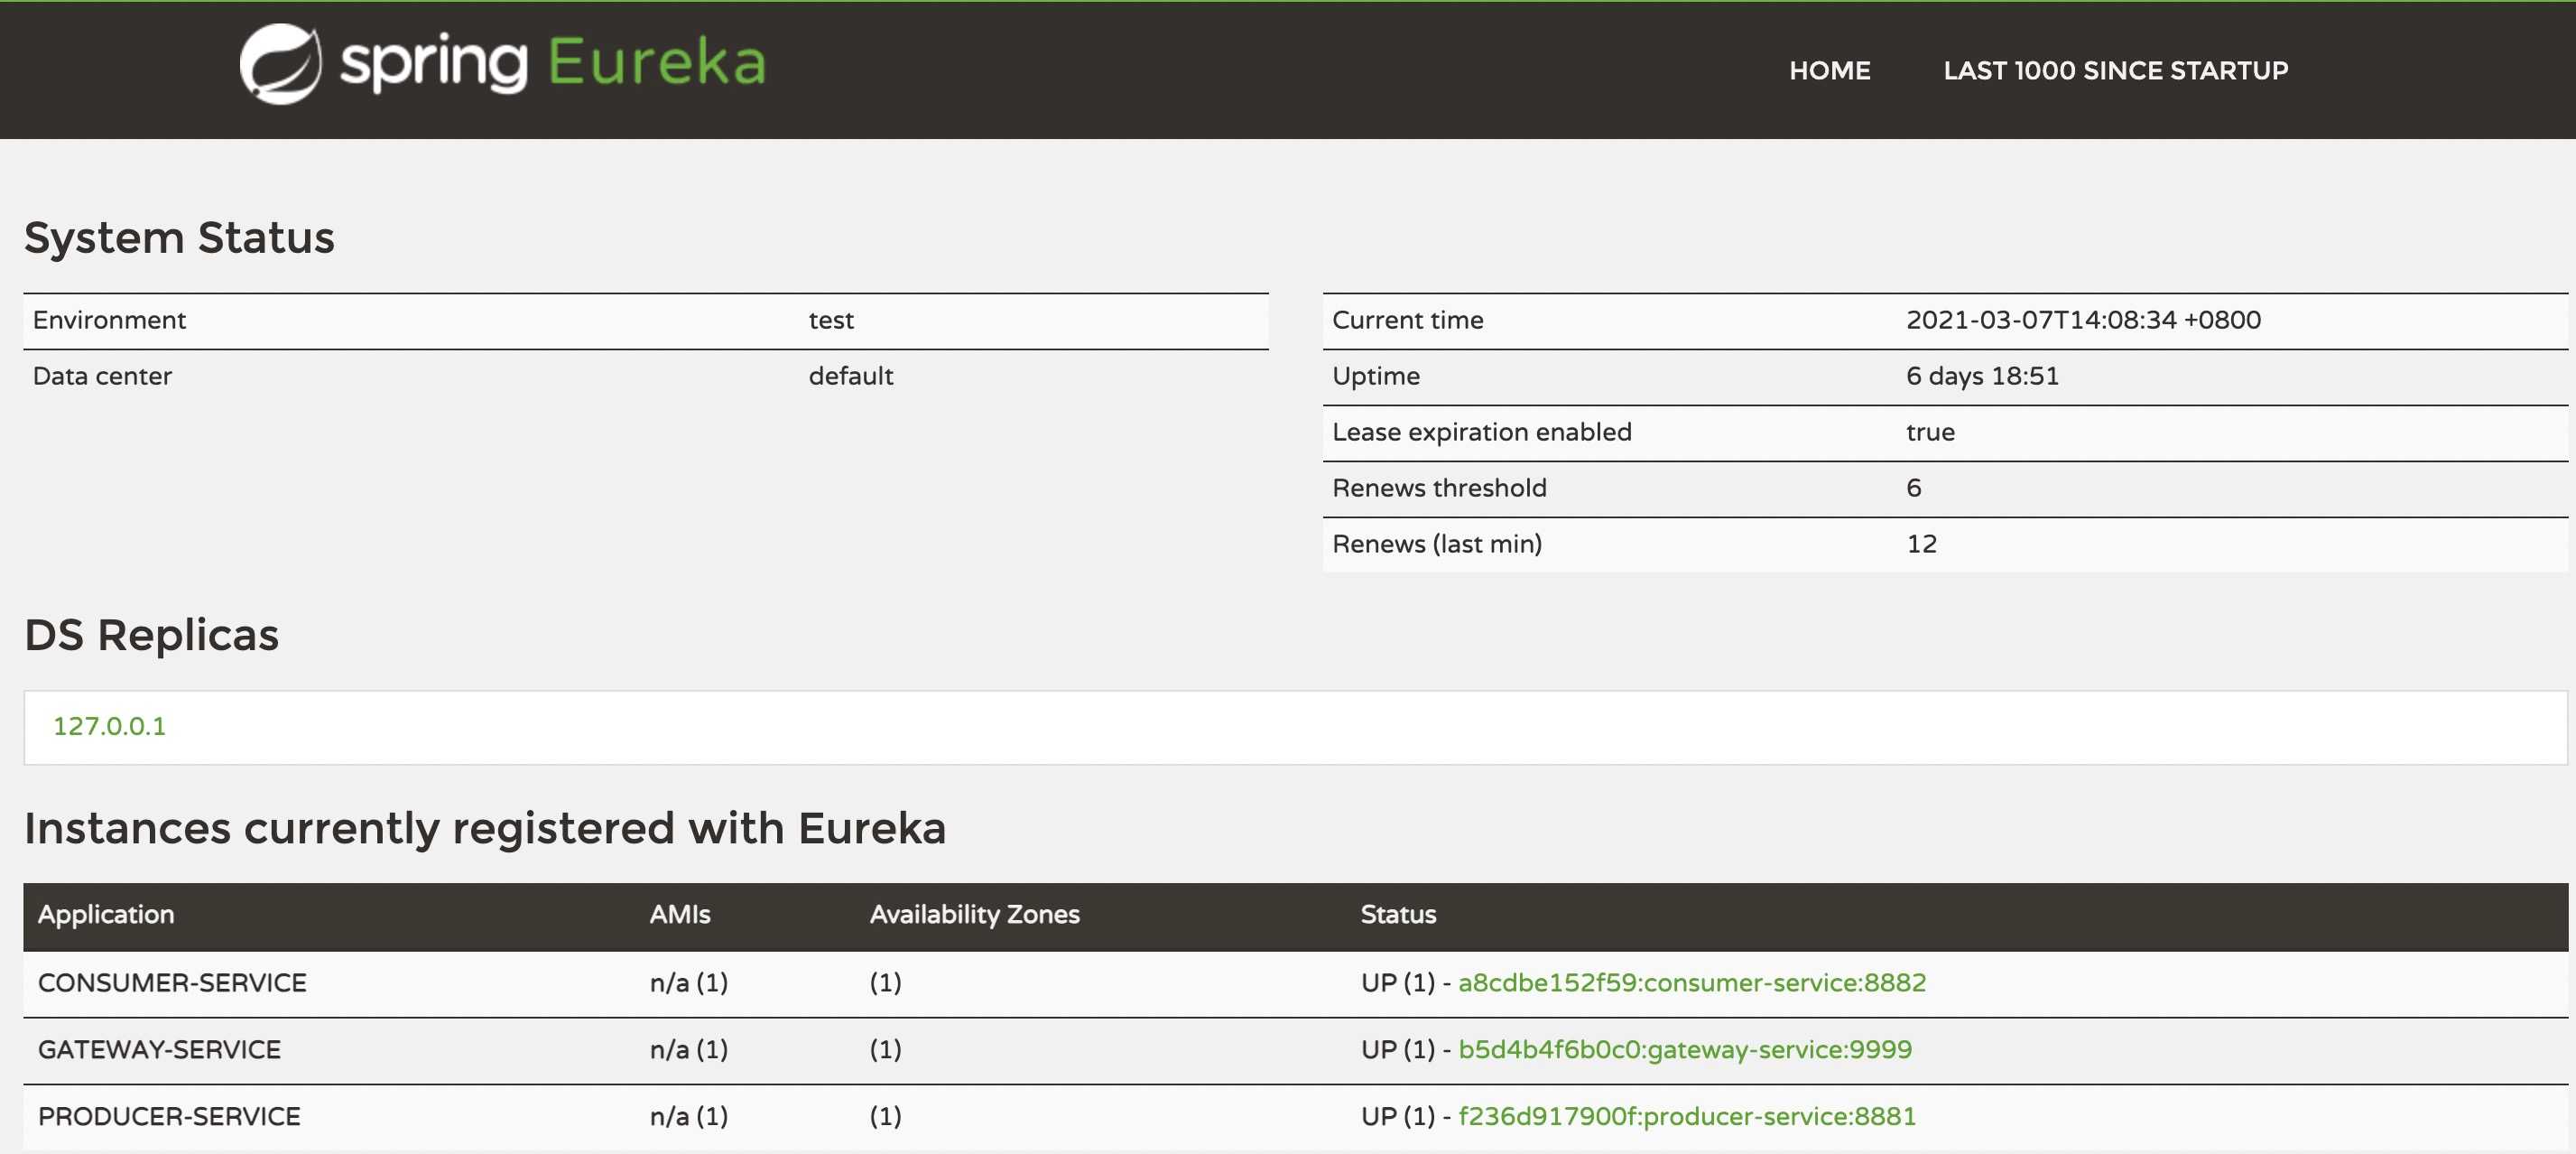 spring Eureka
HOME LAST 1000 SINCE STARTUP
System Status
Environment test
Data center default
Current time 2021-03-07T14:08:34 +0800
Uptime 6 days 18:51
Lease expiration enabled true
Renews threshold 6
Renews (last min) 12
DS Replicas
127.0.0.1
Instances currently registered with Eureka
Application AMIs Availability Zones Status
CONSUMER-SERVICE n/a (1) (1) UP (1) - a8cdbe152f59:consumer-service:8882
GATEWAY-SERVICE n/a (1) (1) UP (1) - b5d4b4f6b0c0:gateway-service:9999
PRODUCER-SERVICE n/a (1) (1) UP (1) - f236d917900f:producer-service:8881